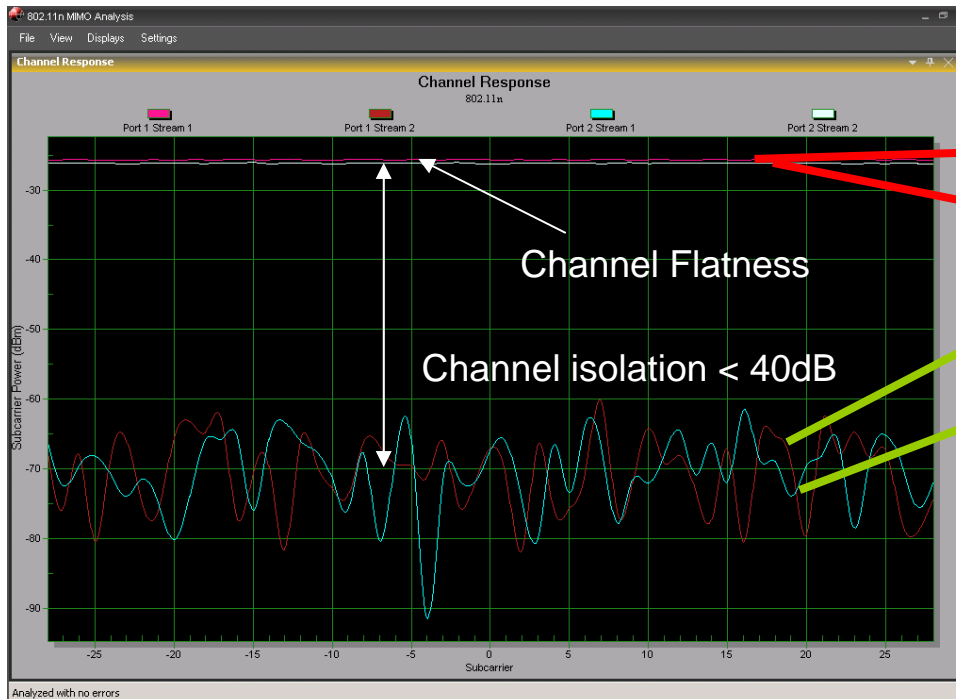 802.11n MIMO Analysis
File View Displays Settings
Channel Response
Channel Response
802.11n
Port 1 Stream 1 Port 1 Stream 2 Port 2 Stream 1 Port 2 Stream 2
-30
-40
-50
-60
-70
-80
-90
Subcarrier Power (dBm)
Channel Flatness
Channel isolation < 40dB
-25 -20 -15 -10 -5 0 5 10 15 20 25
Subcarrier
Analyzed with no errors